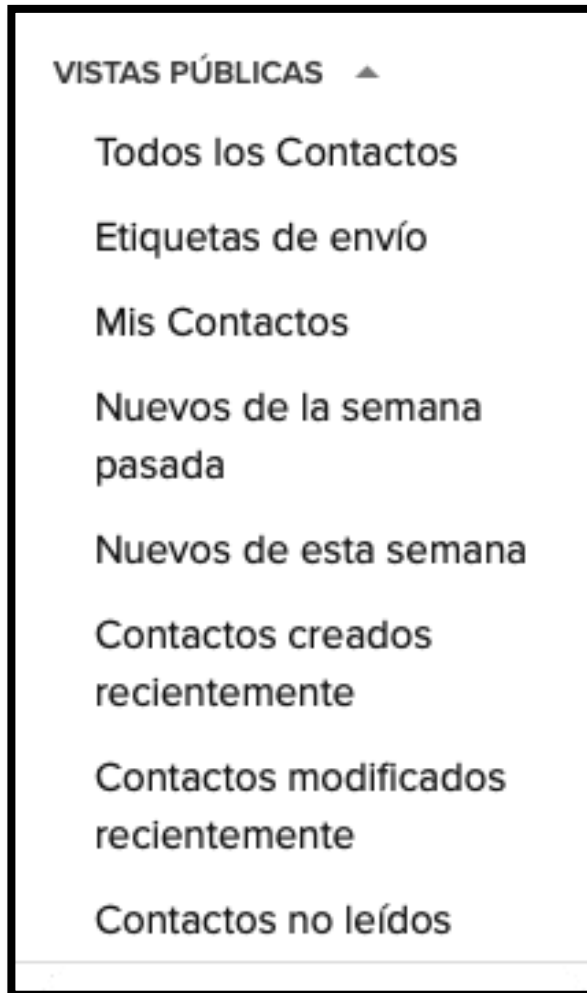 VISTAS PÚBLICAS
Todos los Contactos
Etiquetas de envío
Mis Contactos
Nuevos de la semana
pasada
Nuevos de esta semana
Contactos creados
recientemente
Contactos modificados
recientemente
Contactos no leídos